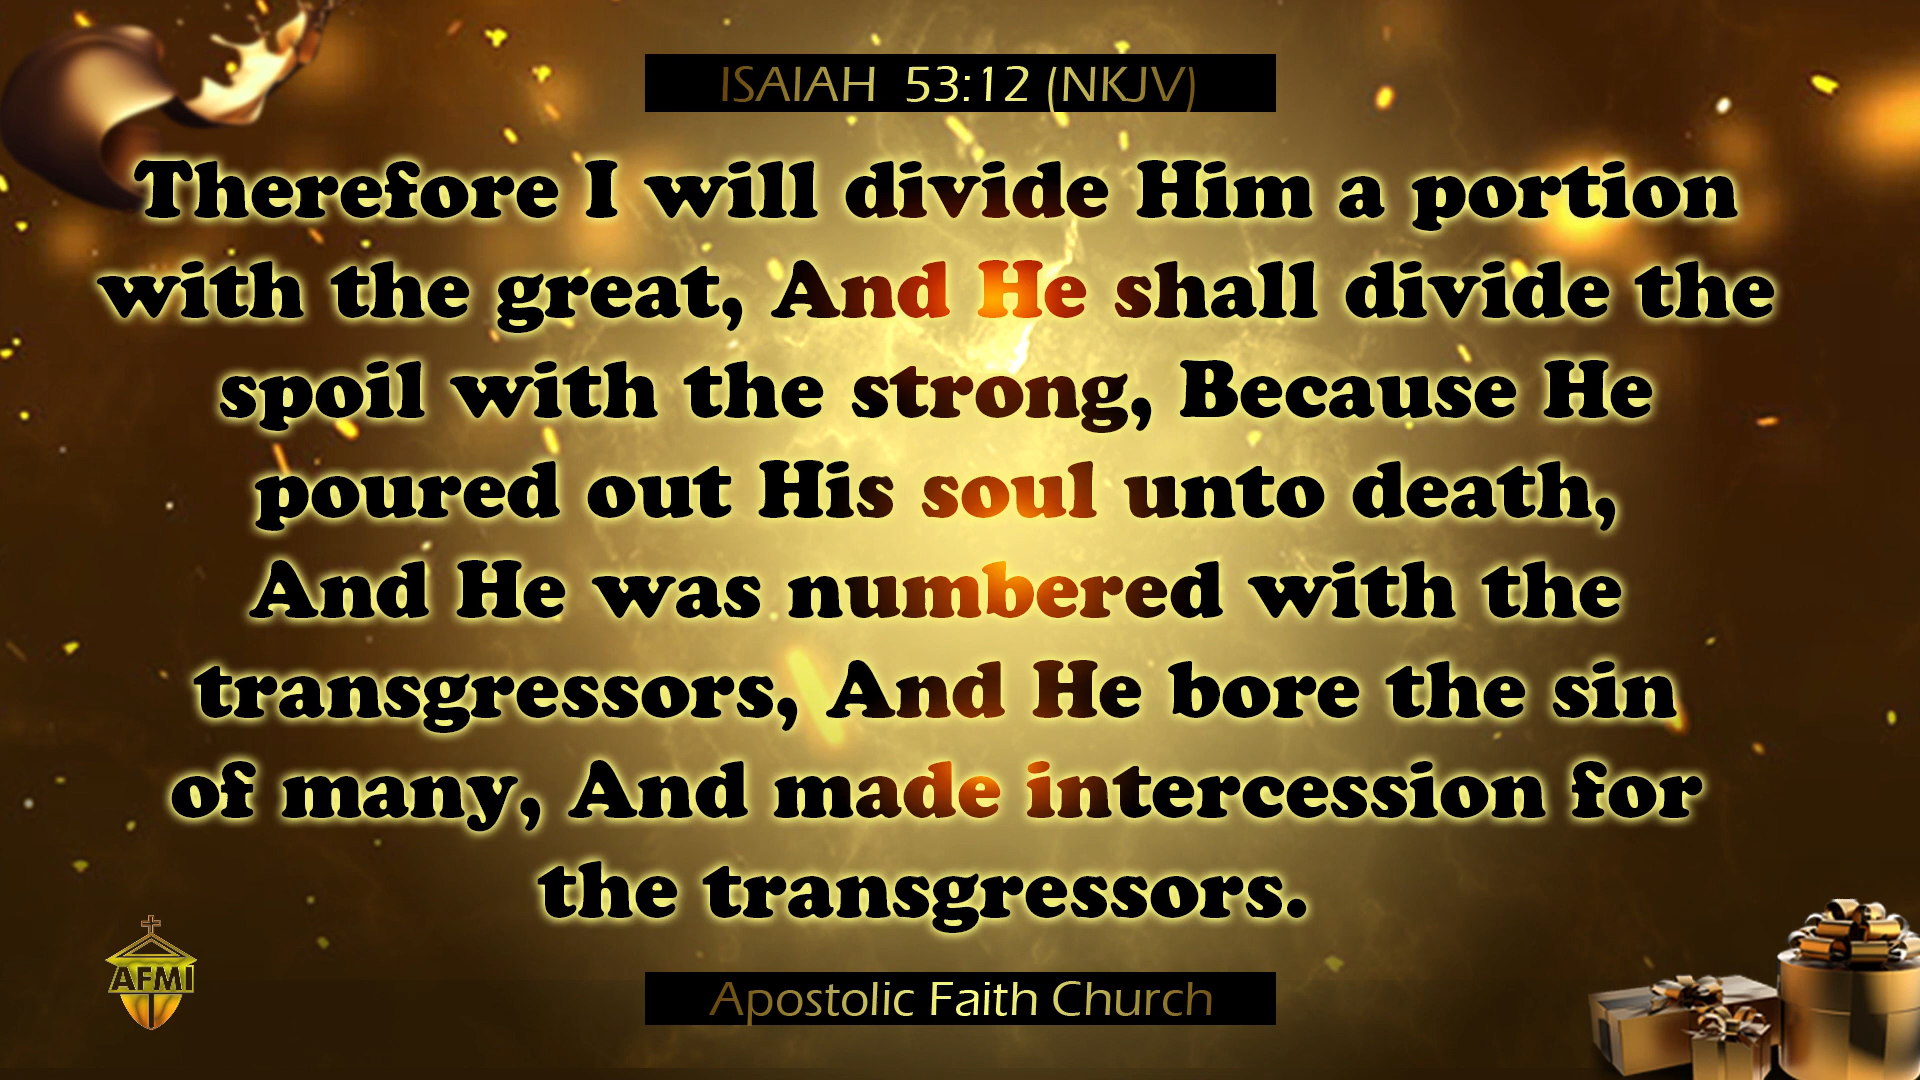 ISAIAH 53:12 (NKJV)
Therefore I will divide Him a portion
with the great, And He shall divide the
spoil with the strong, Because He
poured out His soul unto death,
And He was numbered with the
transgressors, And He bore the sin
of many, And made intercession for
the transgressors.
AFMI
Apostolic Faith Church